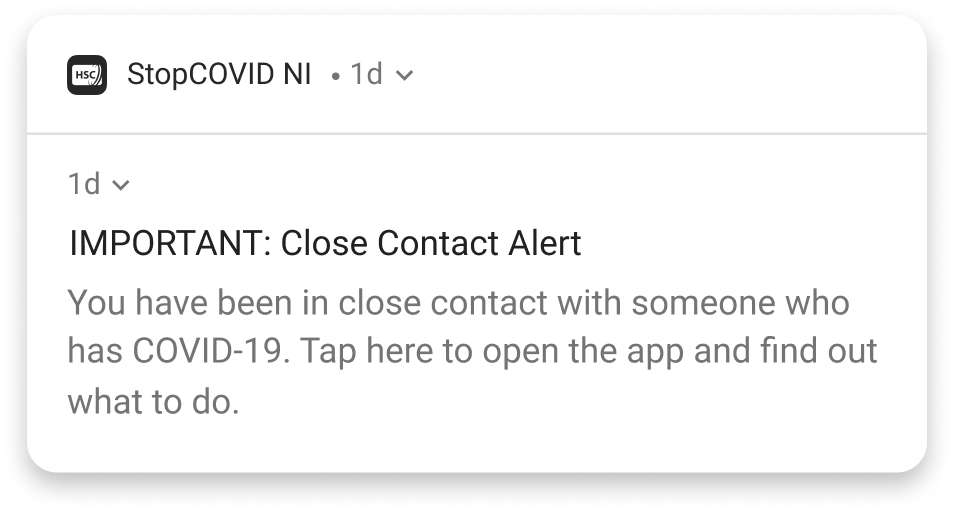 HSC StopCOVID NI • 1d
1d
IMPORTANT: Close Contact Alert
You have been in close contact with someone who
has COVID-19. Tap here to open the app and find out
what to do.